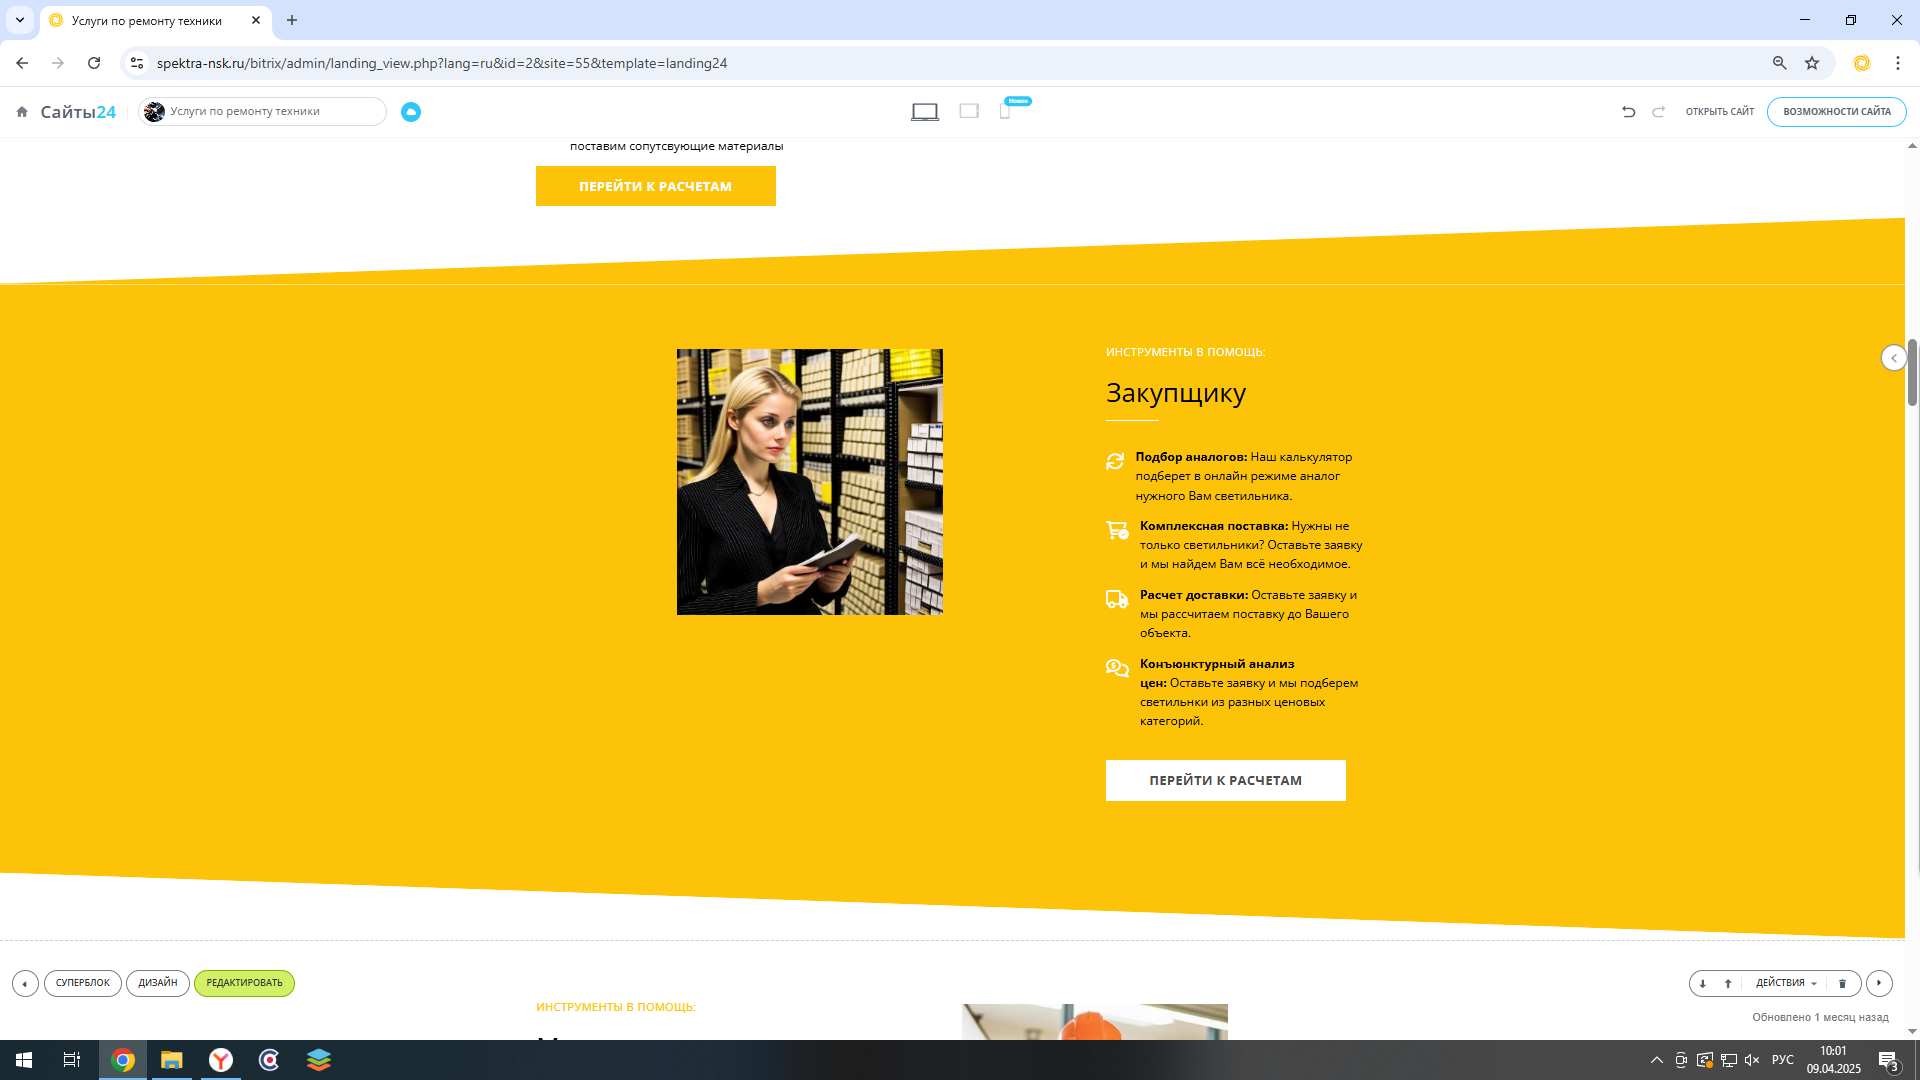 Услуги по ремонту техники
spektra-nsk.ru/bitrix/admin/landing_view.php?lang=ru&id=2&site=55&template=landing24
Сайты24
Услуги по ремонту техники
Новое
ОТКРЫТЬ САЙТ
ВОЗМОЖНОСТИ САЙТА
поставим сопутсвующие материалы
ПЕРЕЙТИ К РАСЧЕТАМ
ИНСТРУМЕНТЫ В ПОМОЩЬ:
Закупщику
Подбор аналогов: Наш калькулятор
подберет в онлайн режиме аналог
нужного Вам светильника.
Комплексная поставка: Нужны не
только светильники? Оставьте заявку
и мы найдем Вам всё необходимое.
Расчет доставки: Оставьте заявку и
мы рассчитаем поставку до Вашего
объекта.
Конъюнктурный анализ
цен: Оставьте заявку и мы подберем
светильнки из разных ценовых
категорий.
ПЕРЕЙТИ К РАСЧЕТАМ
СУПЕРБЛОК
ДИЗАЙН
РЕДАКТИРОВАТЬ
ДЕЙСТВИЯ
ИНСТРУМЕНТЫ В ПОМОЩЬ:
Обновлено 1 месяц назад
РУС
10:01
09.04.2025
3